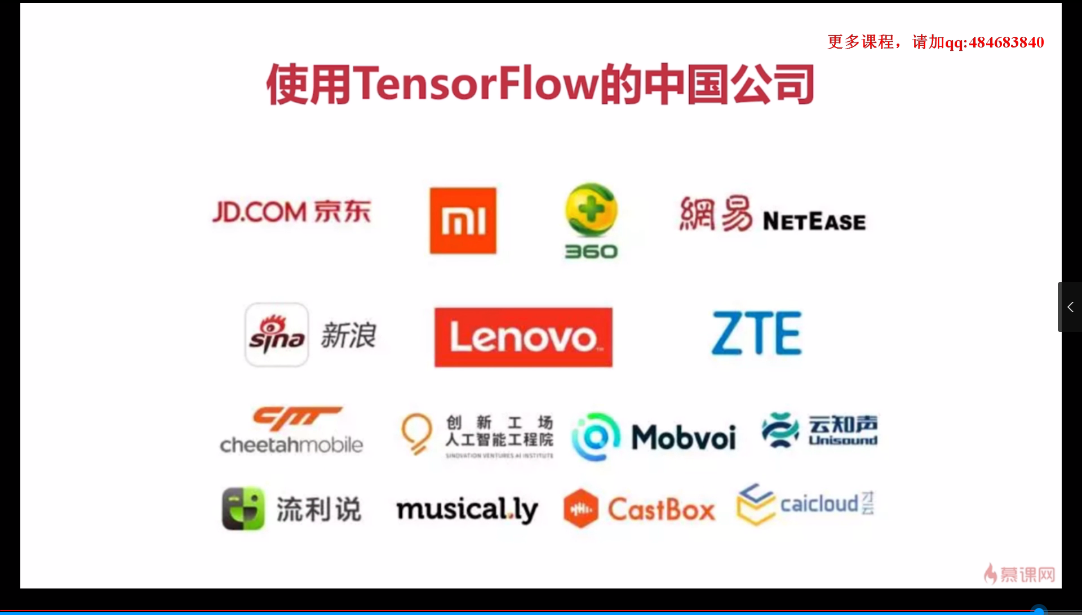 更多课程，请加qq:484683840
使用TensorFlow的中国公司
JD.COM 京东
mi
360
網易 NETEASE
sina 新浪
Lenovo
ZTE
cm
cheetahmobile
创新工场
人工智能工程院
SINOVATION VENTURES AI INSTITUTE
Mobvoi
云知声
Unisound
流利说
musical.ly
CastBox
caicloud 才云
慕课网